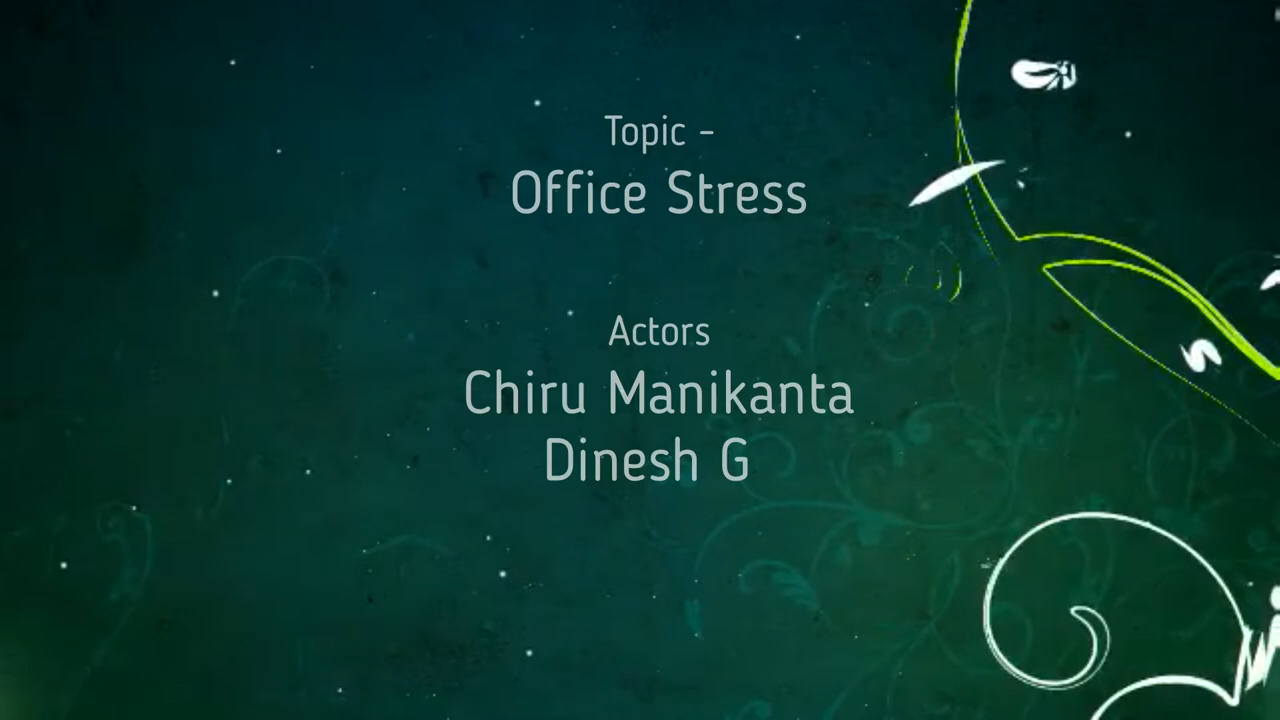 Topic -
Office Stress
Actors
Chiru Manikanta
Dinesh G